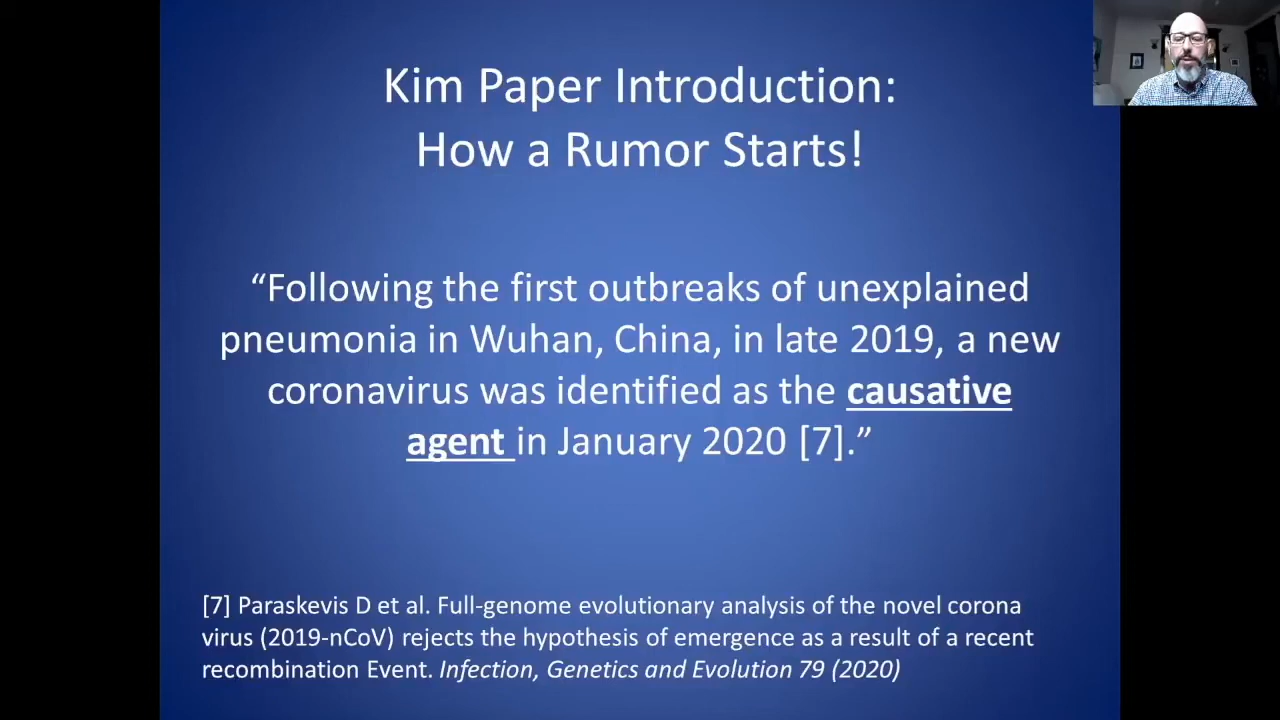 Kim Paper Introduction:
How a Rumor Starts!
“Following the first outbreaks of unexplained
pneumonia in Wuhan, China, in late 2019, a new
coronavirus was identified as the causative
agent in January 2020 [7].”
[7] Paraskevis D et al. Full-genome evolutionary analysis of the novel corona
virus (2019-nCoV) rejects the hypothesis of emergence as a result of a recent
recombination Event. Infection, Genetics and Evolution 79 (2020)